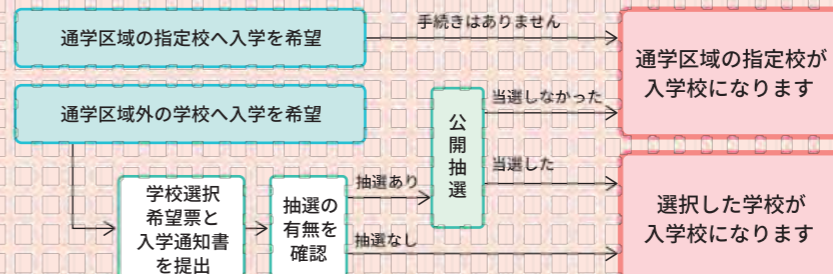 通学区域の指定校へ入学を希望
手続きはありません
通学区域の指定校が
入学校になります
通学区域外の学校へ入学を希望
公
開
抽
選
当選しなかった
当選した
学校選択
希望票と
入学通知書
を提出
抽選の
有無を
確認
抽選あり
抽選なし
選択した学校が
入学校になります